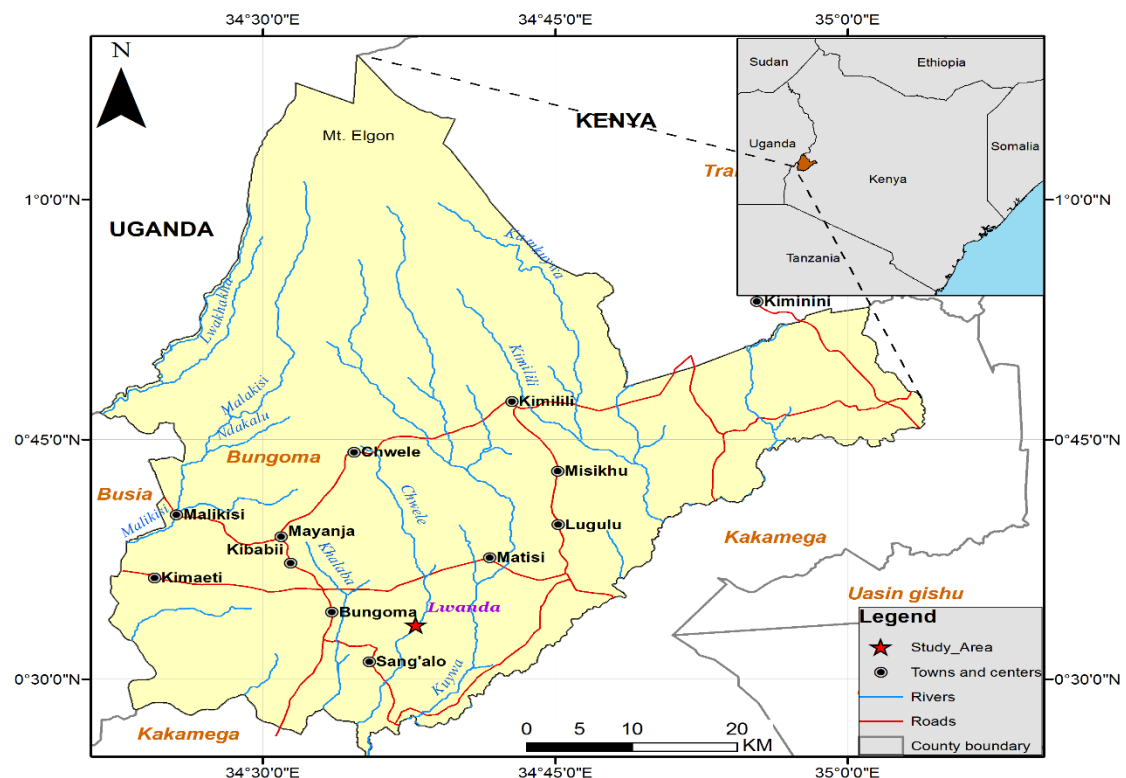 34°30'0"E
34°45'0"E
35°0'0"E
N
Mt. Elgon
KENYA
Sudan
Ethiopia
Uganda
Somalia
Kenya
Tanzania
Tra
1°0'0"N
1°0'0"N
UGANDA
Kamkuywa
Lwakhakha
Kiminini
Kimilili
Malakisi
Ndakalu
Kimilili
0°45'0"N
0°45'0"N
Bungoma
Chwele
Misikhu
Busia
Chwele
Malikisi
Malikisi
Lugulu
Mayanja
Kakamega
Kibabii
Khalaba
Matisi
Kimaeti
Uasin gishu
Bungoma
Lwanda
Legend
Study_Area
Sang'alo
Towns and centers
Kuywa
0°30'0"N
0°30'0"N
Rivers
Roads
County boundary
Kakamega
0 5 10 20
KM
34°30'0"E
34°45'0"E
35°0'0"E